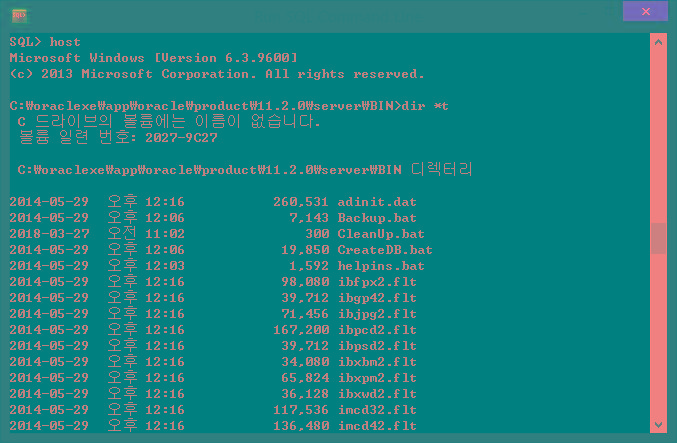 SQL> host
Microsoft Windows [Version 6.3.9600]
(c) 2013 Microsoft Corporation. All rights reserved.
C:₩oraclexe₩app₩oracle₩product₩11.2.0₩server₩BIN>dir *t
C 드라이브의 볼륨에는 이름이 없습니다.
볼륨 일련 번호: 2027-9C27
C:₩oraclexe₩app₩oracle₩product₩11.2.0₩server₩BIN 디렉터리
2014-05-29 오후 12:16 260,531 adinit.dat
2014-05-29 오후 12:06 7,143 Backup.bat
2018-03-27 오전 11:02 300 CleanUp.bat
2014-05-29 오후 12:06 19,850 CreateDB.bat
2014-05-29 오후 12:03 1,592 helpins.bat
2014-05-29 오후 12:16 98,080 ibfpx2.flt
2014-05-29 오후 12:16 39,712 ibgp42.flt
2014-05-29 오후 12:16 71,456 ibjpg2.flt
2014-05-29 오후 12:16 167,200 ibpcd2.flt
2014-05-29 오후 12:16 39,712 ibpsd2.flt
2014-05-29 오후 12:16 34,080 ibxbm2.flt
2014-05-29 오후 12:16 65,824 ibxpm2.flt
2014-05-29 오후 12:16 36,128 ibxwd2.flt
2014-05-29 오후 12:16 117,536 imcd32.flt
2014-05-29 오후 12:16 136,480 imcd42.flt